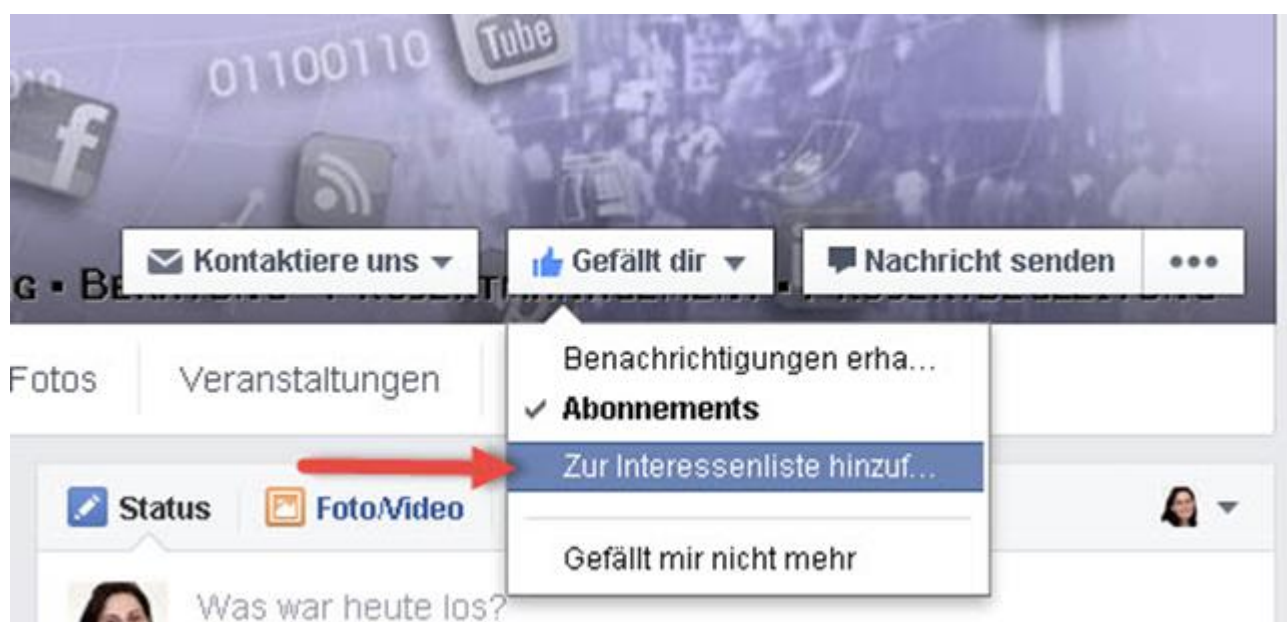 Tube
01100110
f
Kontaktiere uns Gefällt dir Nachricht senden
G ▪ BERATUNG
Fotos Veranstaltungen
Benachrichtigungen erha...
Abonnements
Zur Interessenliste hinzuf...
Gefällt mir nicht mehr
Status Foto/Video
Was war heute los?